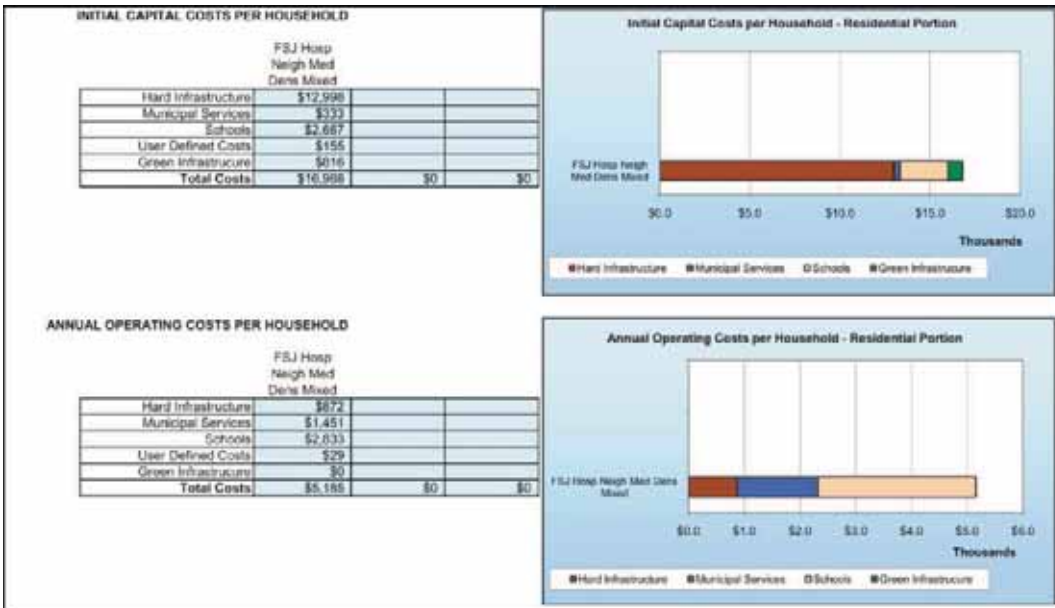 INITIAL CAPITAL COSTS PER HOUSEHOLD
FSJ Hosp
Neigh Med
Dens Mixed
Hard Infrastructure $12,998
Municipal Services $333
Schools $2,667
User Defined Costs $155
Green Infrastrucure $816
Total Costs $16,968 $0 $0
Initial Capital Costs per Household - Residential Portion
FSJ Hosp Neigh
Med Dens Mixed
$0.0 $5.0 $10.0 $15.0 $20.0
Thousands
Hard Infrastructure Municipal Services Schools Green Infrastrucure
ANNUAL OPERATING COSTS PER HOUSEHOLD
FSJ Hosp
Neigh Med
Dens Mixed
Hard Infrastructure $872
Municipal Services $1,451
Schools $2,833
User Defined Costs $29
Green Infrastrucure $0
Total Costs $5,185 $0 $0
Annual Operating Costs per Household - Residential Portion
FSJ Hosp Neigh Med Dens
Mixed
$0.0 $1.0 $2.0 $3.0 $4.0 $5.0 $6.0
Thousands
Hard Infrastructure Municipal Services Schools Green Infrastrucure